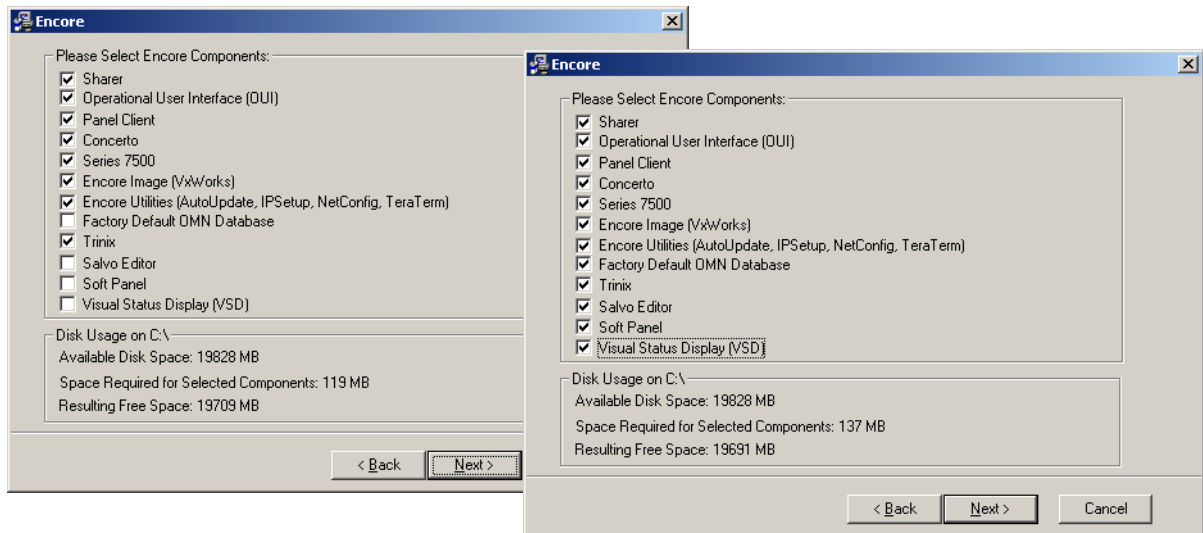 Encore
Please Select Encore Components:
Sharer
Operational User Interface (OUI)
Panel Client
Concerto
Series 7500
Encore Image (VxWorks)
Encore Utilities (AutoUpdate, IPSetup, NetConfig, TeraTerm)
Factory Default OMN Database
Trinix
Salvo Editor
Soft Panel
Visual Status Display (VSD)
Disk Usage on C:\
Available Disk Space: 19828 MB
Space Required for Selected Components: 119 MB
Resulting Free Space: 19709 MB
< Back
Next >
Encore
Please Select Encore Components:
Sharer
Operational User Interface (OUI)
Panel Client
Concerto
Series 7500
Encore Image (VxWorks)
Encore Utilities (AutoUpdate, IPSetup, NetConfig, TeraTerm)
Factory Default OMN Database
Trinix
Salvo Editor
Soft Panel
Visual Status Display (VSD)
Disk Usage on C:\
Available Disk Space: 19828 MB
Space Required for Selected Components: 137 MB
Resulting Free Space: 19691 MB
< Back
Next >
Cancel